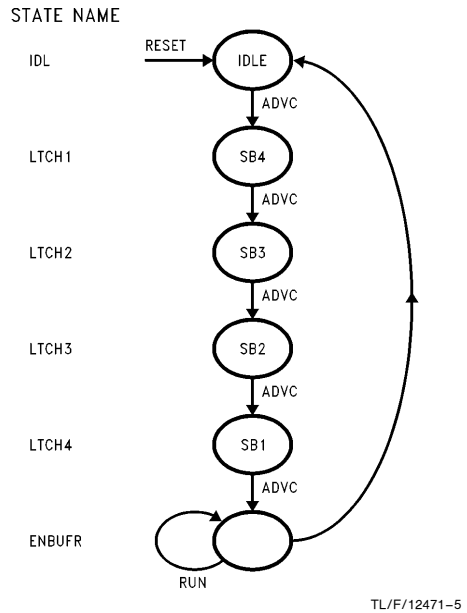 STATE NAME
IDL
RESET
IDLE
ADVC
LTCH1
SB4
ADVC
LTCH2
SB3
ADVC
LTCH3
SB2
ADVC
LTCH4
SB1
ADVC
ENBUFR
RUN
TL/F/12471–5